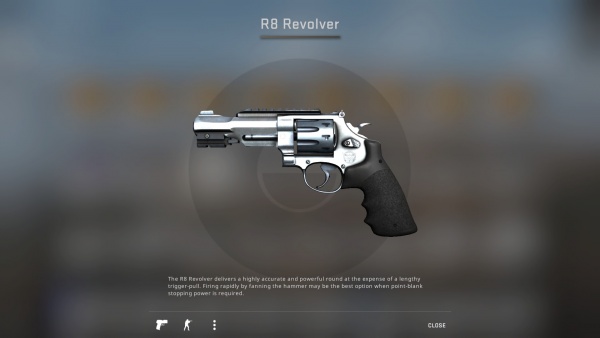 R8 Revolver
The R8 Revolver delivers a highly accurate and powerful round at the expense of a lengthy
trigger-pull. Firing rapidly by fanning the hammer may be the best option when point-blank
stopping power is required.
CLOSE